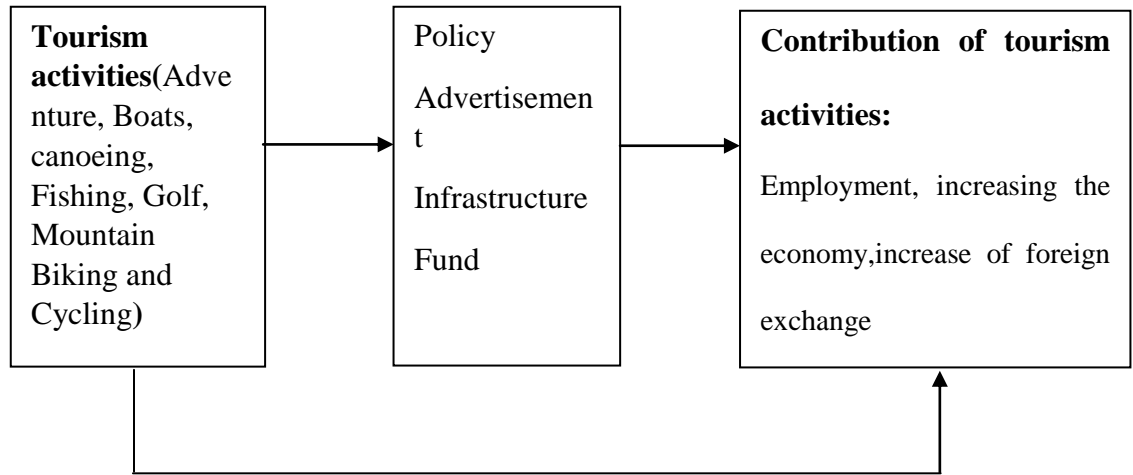 Tourism
activities(Adve
nture, Boats,
canoeing,
Fishing, Golf,
Mountain
Biking and
Cycling)
Policy
Advertisemen
t
Infrastructure
Fund
Contribution of tourism
activities:
Employment, increasing the
economy,increase of foreign
exchange